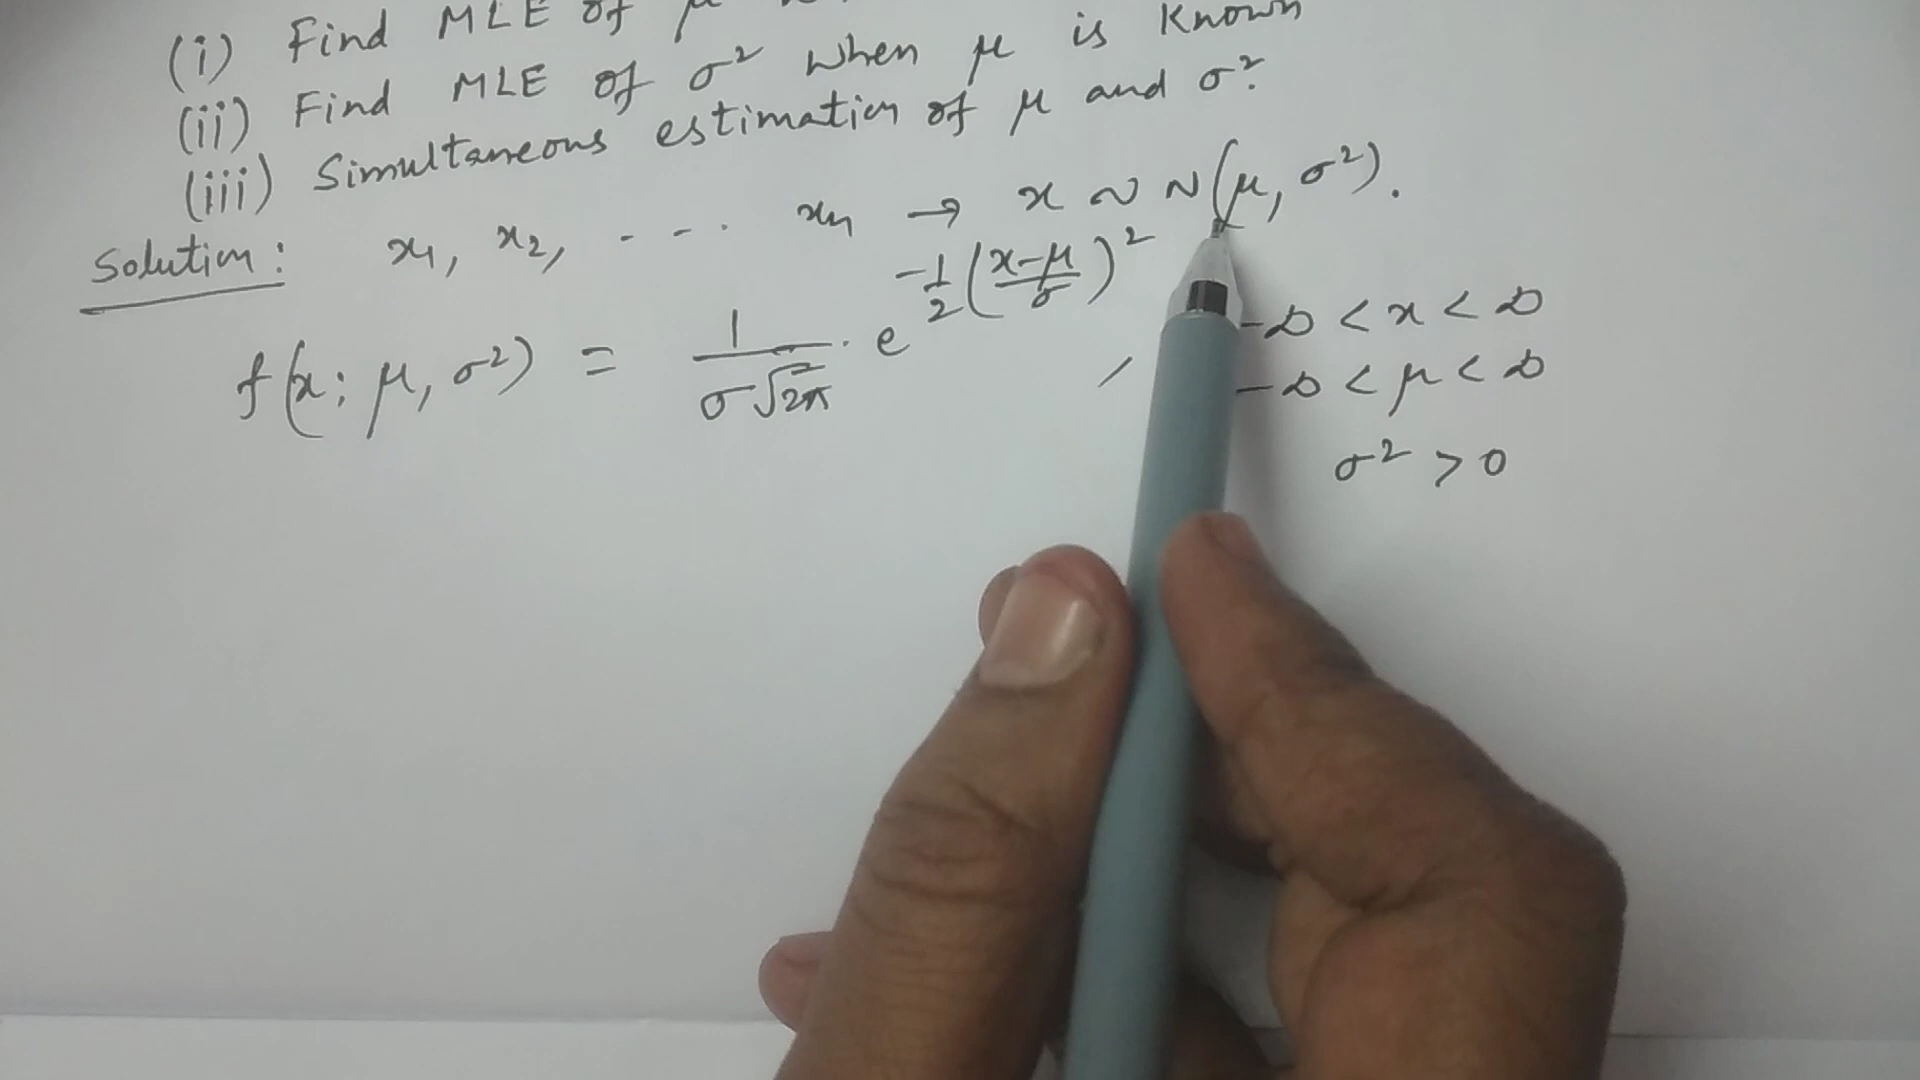 (i) Find MLE of μ
(ii) Find MLE of σ² when μ is known
(iii) Simultaneous estimation of μ and σ².
Solution: x₁, x₂, - - - . xₙ → x ~ N(μ, σ²).
f(x; μ, σ²) = 1/(σ√2π) · e^(-1/2 ((x-μ)/σ)²) , -∞ < x < ∞
-∞ < μ < ∞
σ² > 0